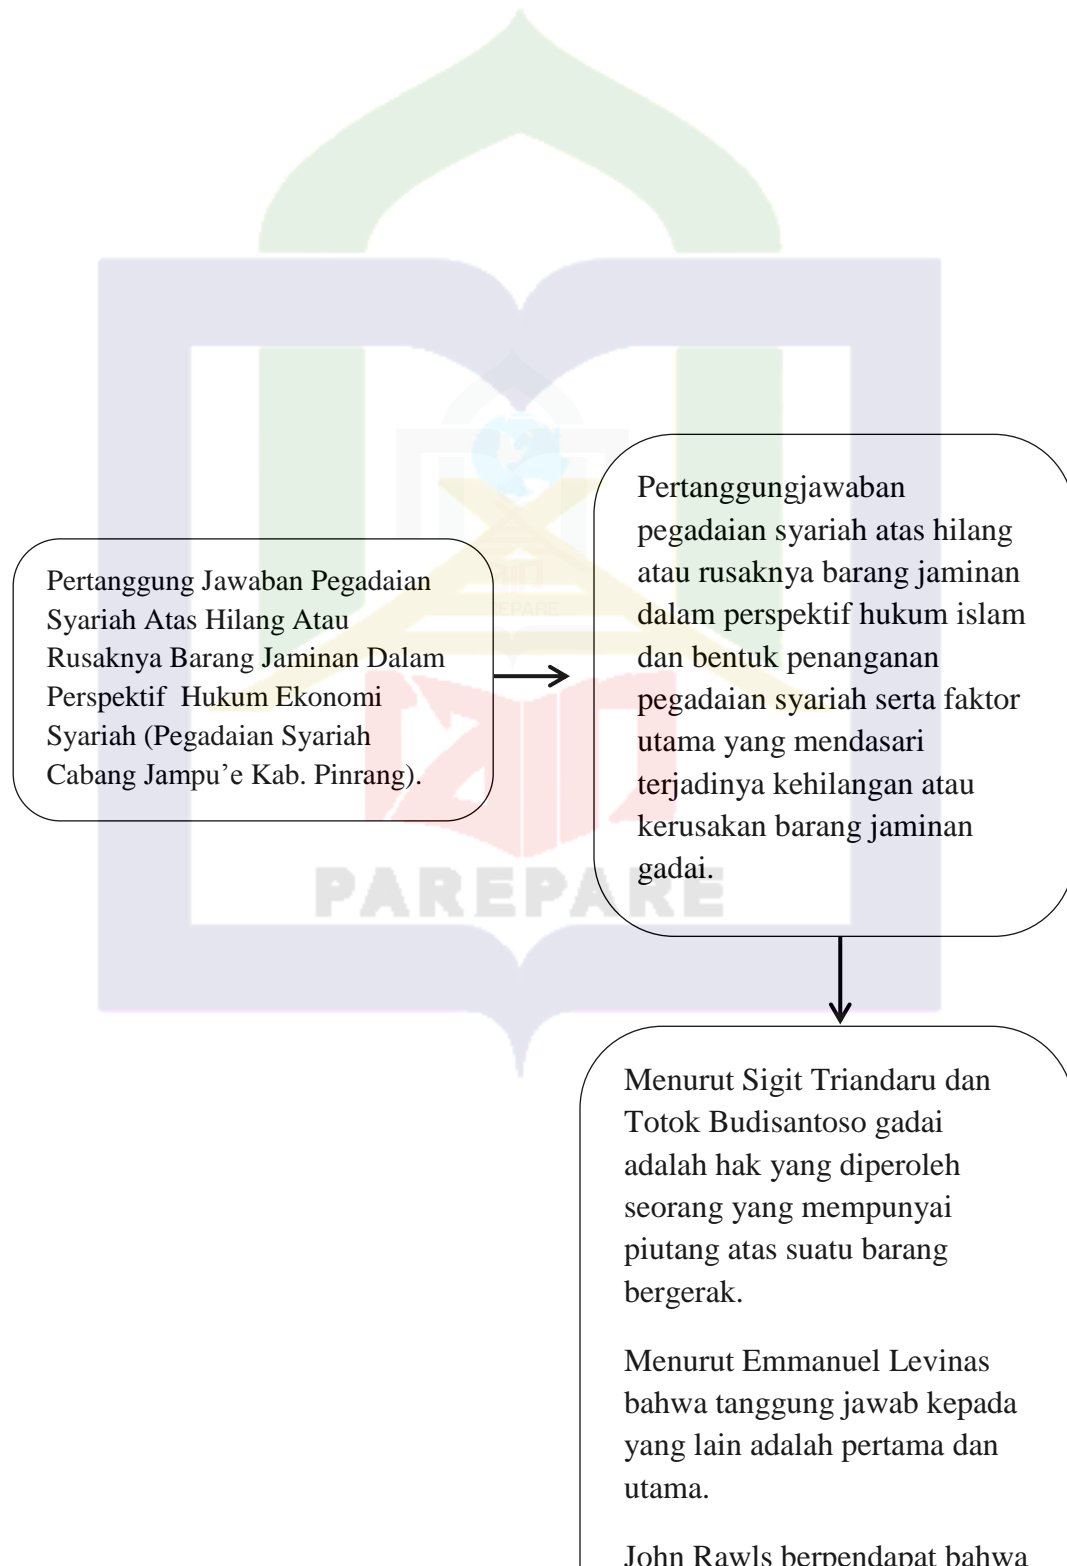 Pertanggung Jawaban Pegadaian
Syariah Atas Hilang Atau
Rusaknya Barang Jaminan Dalam
Perspektif Hukum Ekonomi
Syariah (Pegadaian Syariah
Cabang Jampu’e Kab. Pinrang).
Pertanggungjawaban
pegadaian syariah atas hilang
atau rusaknya barang jaminan
dalam perspektif hukum islam
dan bentuk penanganan
pegadaian syariah serta faktor
utama yang mendasari
terjadinya kehilangan atau
kerusakan barang jaminan
gadai.
PAREPARE
Menurut Sigit Triandaru dan
Totok Budisantoso gadai
adalah hak yang diperoleh
seorang yang mempunyai
piutang atas suatu barang
bergerak.
Menurut Emmanuel Levinas
bahwa tanggung jawab kepada
yang lain adalah pertama dan
utama.
John Rawls berpendapat bahwa